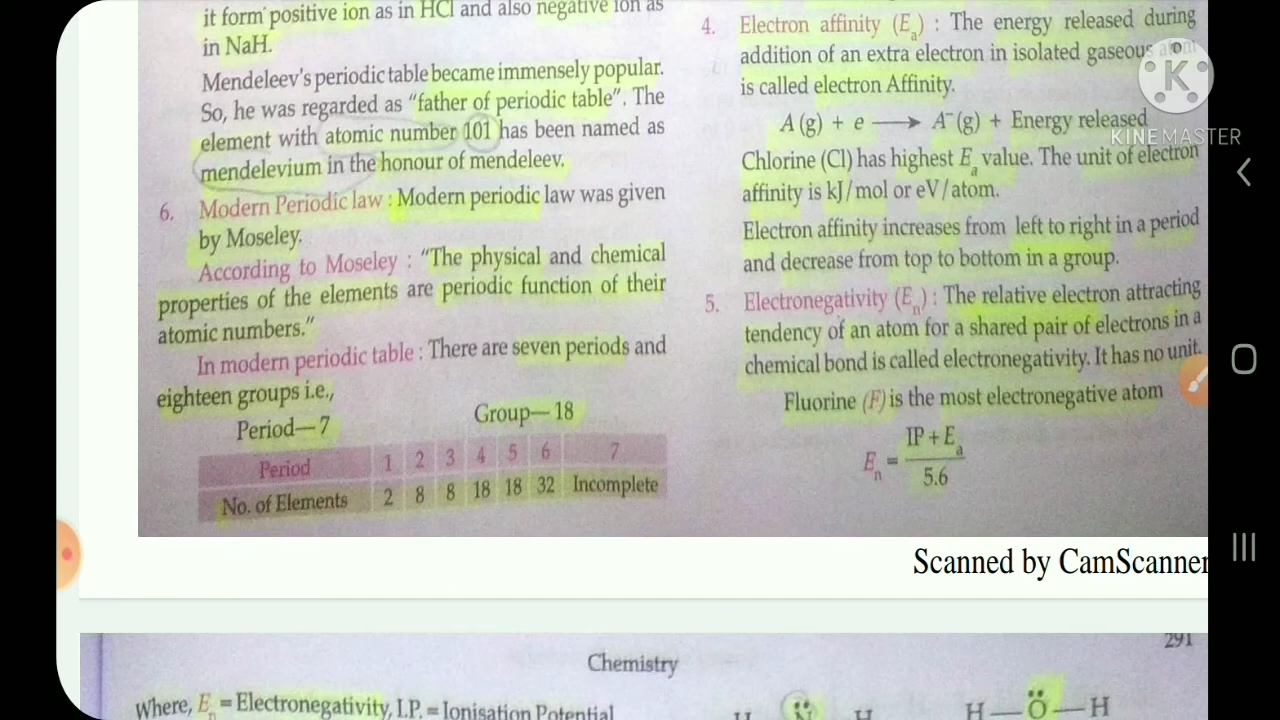 it form positive ion as in HCl and also negative ion as
in NaH.
Mendeleev's periodic table became immensely popular.
So, he was regarded as "father of periodic table". The
element with atomic number 101 has been named as
mendelevium in the honour of mendeleev.
6. Modern Periodic law : Modern periodic law was given
by Moseley.
According to Moseley : "The physical and chemical
properties of the elements are periodic function of their
atomic numbers."
In modern periodic table : There are seven periods and
eighteen groups i.e.,
Period—7 Group—18
Period 1 2 3 4 5 6 7
No. of Elements 2 8 8 18 18 32 Incomplete
4. Electron affinity (Ea) : The energy released during
addition of an extra electron in isolated gaseous atom
is called electron Affinity.
A (g) + e ⟶ A⁻(g) + Energy released
Chlorine (Cl) has highest Ea value. The unit of electron
affinity is kJ/mol or eV/atom.
Electron affinity increases from left to right in a period
and decrease from top to bottom in a group.
5. Electronegativity (En) : The relative electron attracting
tendency of an atom for a shared pair of electrons in a
chemical bond is called electronegativity. It has no unit.
Fluorine (F) is the most electronegative atom
En = IP + Ea / 5.6
K
KINEMASTER
Scanned by CamScanner
291
Chemistry
Where, En = Electronegativity, I.P. = Ionisation Potential
H N H
H — Ö — H